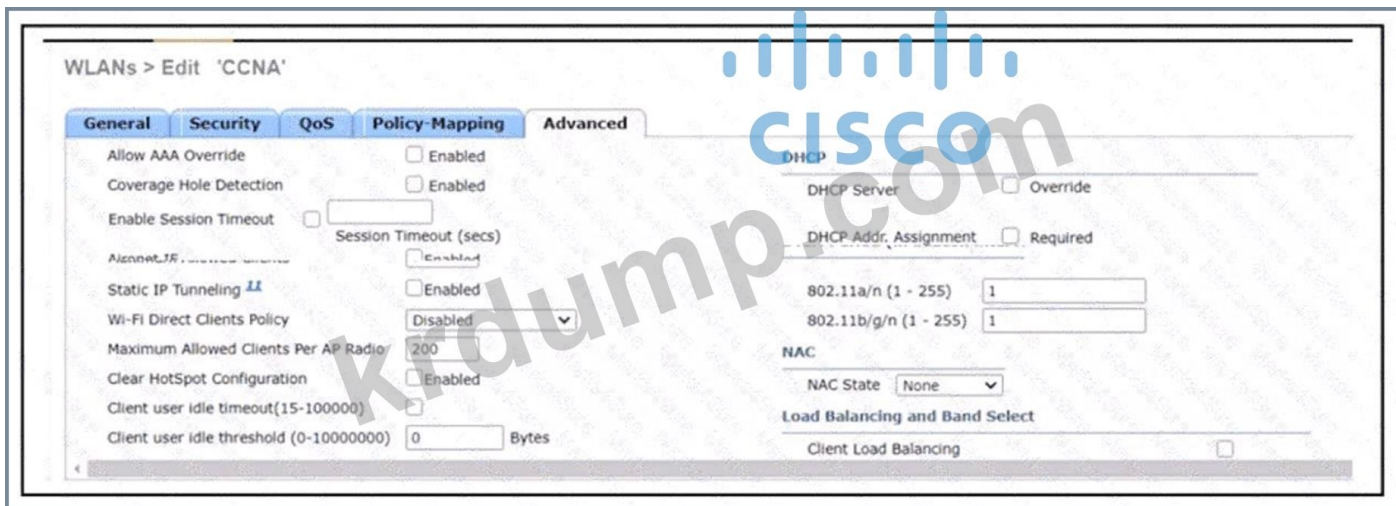 WLANs > Edit 'CCNA'
CISCO
General Security QoS Policy-Mapping Advanced
Allow AAA Override Enabled
Coverage Hole Detection Enabled
Enable Session Timeout
Session Timeout (secs)
Enabled
Static IP Tunneling 11 Enabled
Wi-Fi Direct Clients Policy Disabled
Maximum Allowed Clients Per AP Radio 200
Clear HotSpot Configuration Enabled
Client user idle timeout(15-100000)
Client user idle threshold (0-10000000) 0 Bytes
DHCP
DHCP Server Override
DHCP Addr. Assignment Required
802.11a/n (1 - 255) 1
802.11b/g/n (1 - 255) 1
NAC
NAC State None
Load Balancing and Band Select
Client Load Balancing
krdump.com